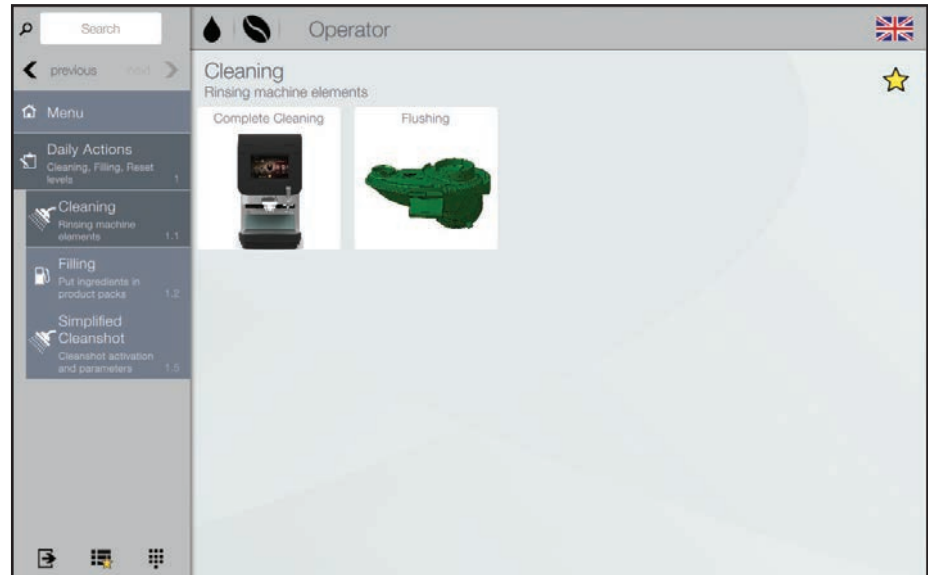 Search
Operator
previous next
Menu
Daily Actions
Cleaning, Filling, Reset
levels 1
Cleaning
Rinsing machine
elements 1.1
Filling
Put ingredients in
product packs 1.2
Simplified
Cleanshot
Cleanshot activation
and parameters 1.5
Cleaning
Rinsing machine elements
Complete Cleaning
Flushing